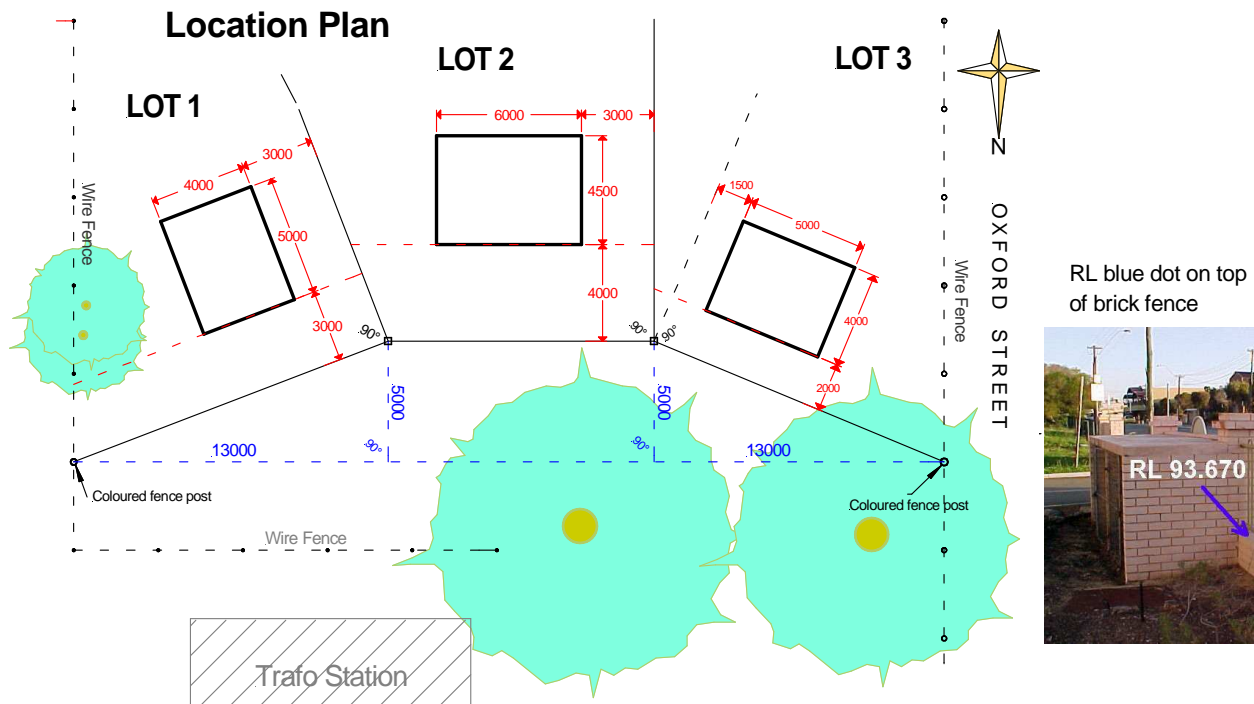 Location Plan
LOT 1
LOT 2
LOT 3
N
OXFORD STREET
Wire Fence
Wire Fence
Wire Fence
3000
4000
5000
3000
6000
3000
4500
4000
1500
5000
4000
2000
90°
90°
90°
5000
5000
90°
90°
13000
13000
Coloured fence post
Coloured fence post
Trafo Station
RL blue dot on top
of brick fence
RL 93.670